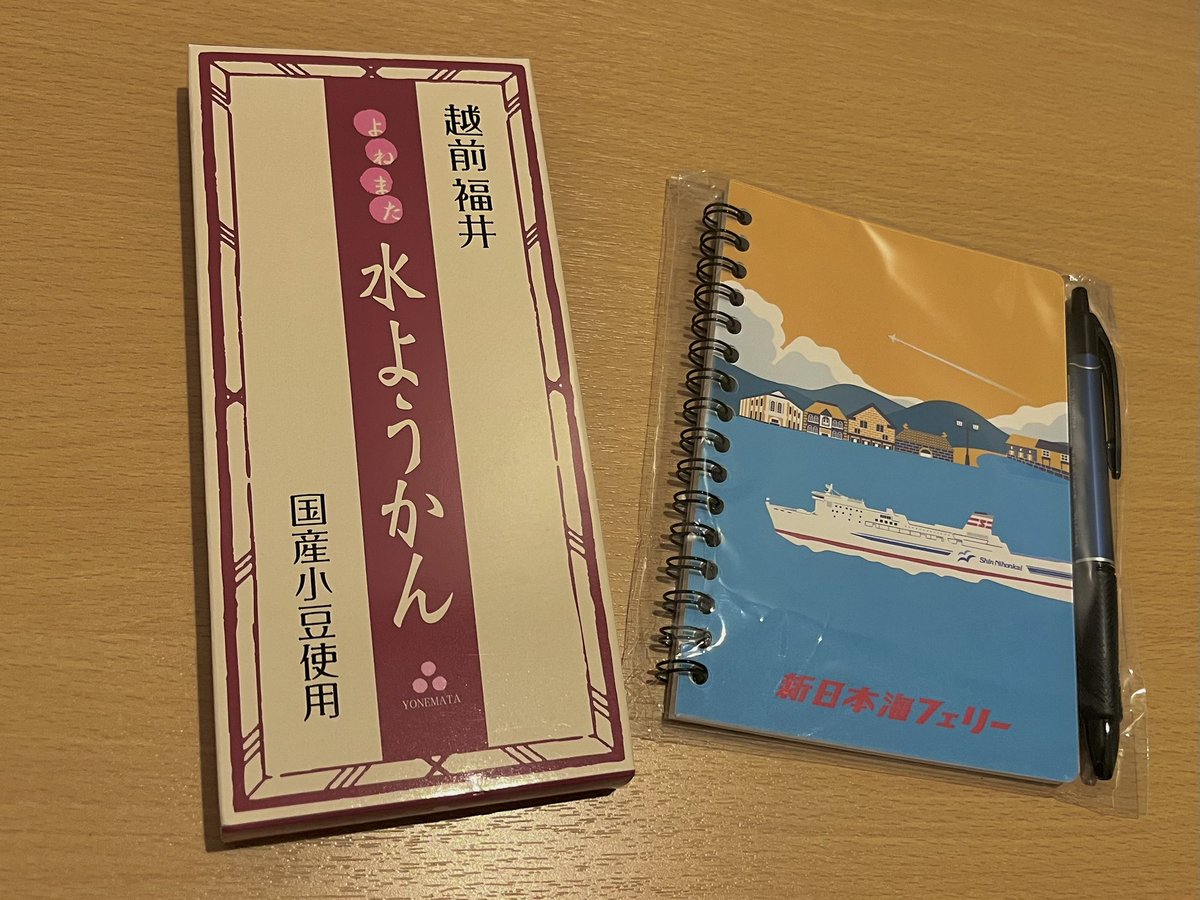 越前福井
よねまた
水ようかん
国産小豆使用
YONEMATA
Shin Nihonkai
新日本海フェリー